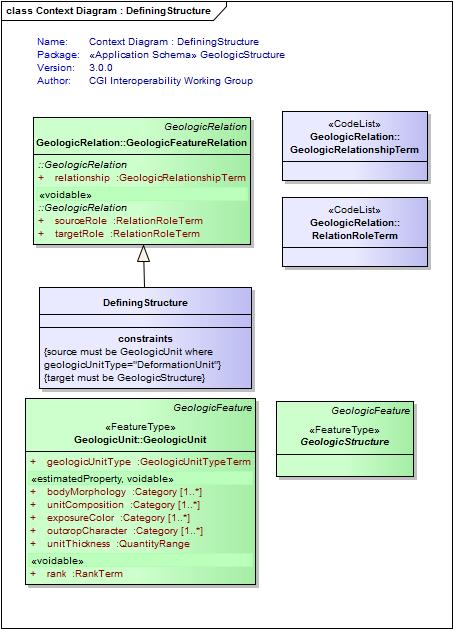 class Context Diagram : DefiningStructure
Name: Context Diagram : DefiningStructure
Package: «Application Schema» GeologicStructure
Version: 3.0.0
Author: CGI Interoperability Working Group
GeologicRelation
GeologicRelation::GeologicFeatureRelation
::GeologicRelation
+ relationship :GeologicRelationshipTerm
«voidable»
::GeologicRelation
+ sourceRole :RelationRoleTerm
+ targetRole :RelationRoleTerm
«CodeList»
GeologicRelation::
GeologicRelationshipTerm
«CodeList»
GeologicRelation::
RelationRoleTerm
DefiningStructure
constraints
{source must be GeologicUnit where
geologicUnitType="DeformationUnit"}
{target must be GeologicStructure}
GeologicFeature
«FeatureType»
GeologicUnit::GeologicUnit
+ geologicUnitType :GeologicUnitTypeTerm
«estimatedProperty, voidable»
+ bodyMorphology :Category [1..*]
+ unitComposition :Category [1..*]
+ exposureColor :Category [1..*]
+ outcropCharacter :Category [1..*]
+ unitThickness :QuantityRange
«voidable»
+ rank :RankTerm
GeologicFeature
«FeatureType»
GeologicStructure